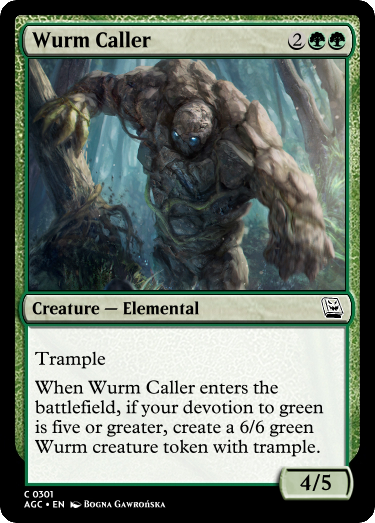 Wurm Caller 2
Creature — Elemental
Trample
When Wurm Caller enters the
battlefield, if your devotion to green
is five or greater, create a 6/6 green
Wurm creature token with trample.
4/5
C 0301
AGC • EN Bogna Gawrońska